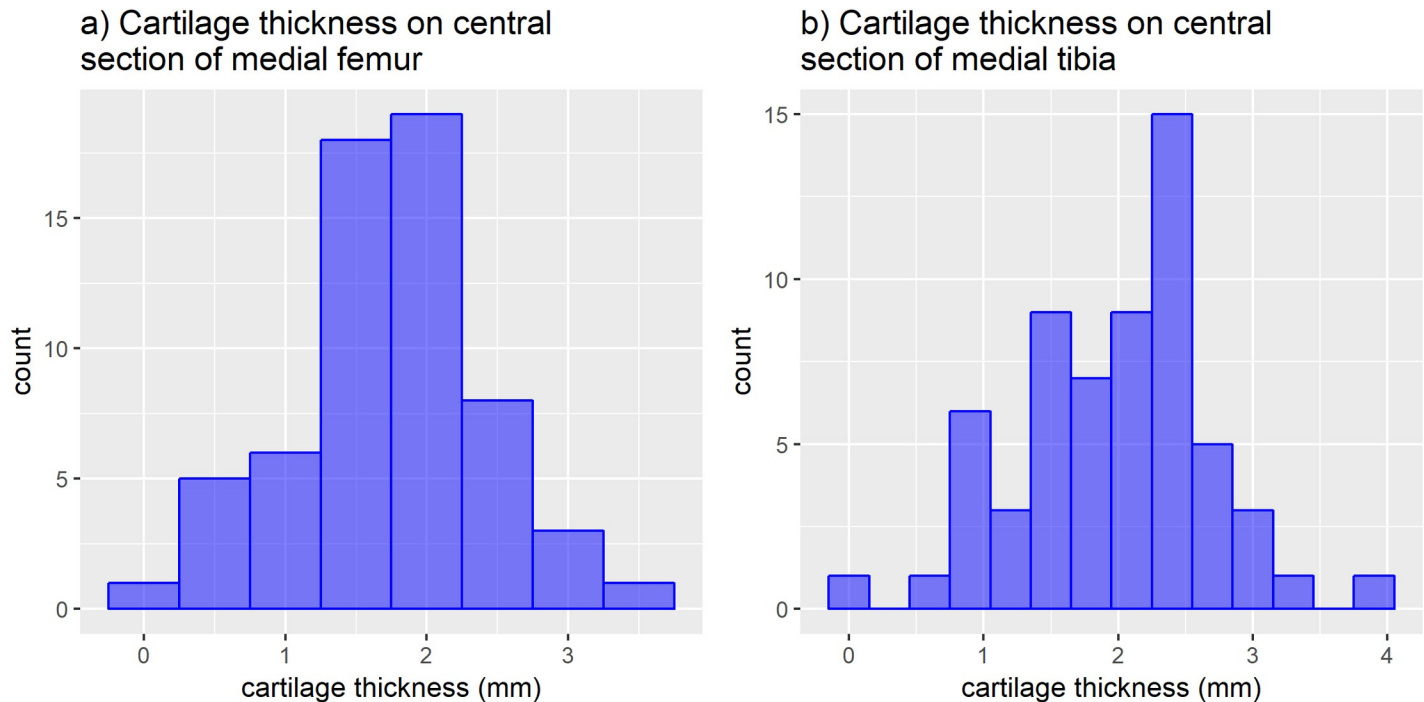 a) Cartilage thickness on central
section of medial femur
15
10
5
0
count
0 1 2 3
cartilage thickness (mm)
b) Cartilage thickness on central
section of medial tibia
15
10
5
0
count
0 1 2 3 4
cartilage thickness (mm)